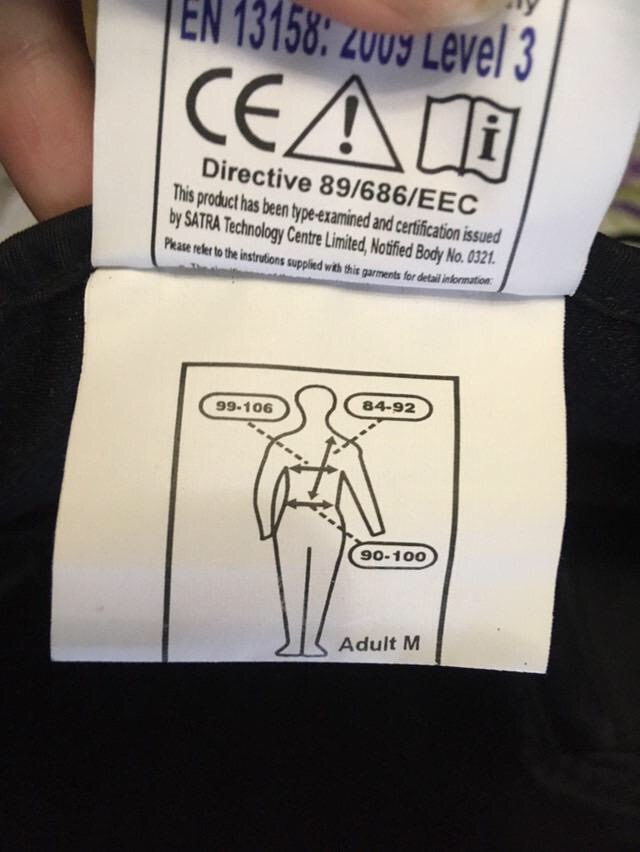 EN 13158: 2009 Level 3
CE
Directive 89/686/EEC
This product has been type-examined and certification issued
by SATRA Technology Centre Limited, Notified Body No. 0321.
Please refer to the instrutions supplied with this garments for detail information.
99-106
84-92
90-100
Adult M